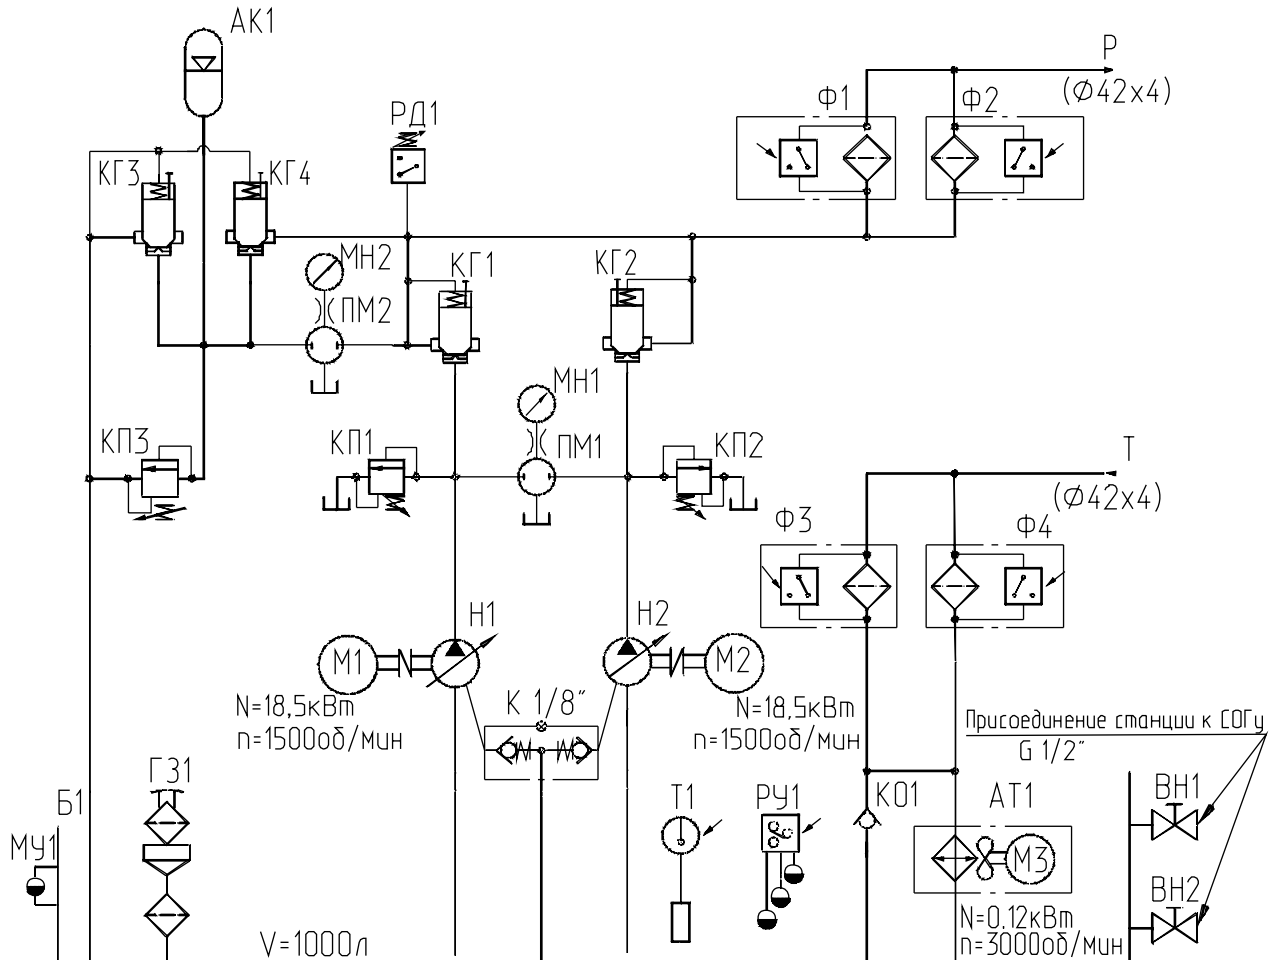 АК1
Р
РД1
Ф1
Ф2
(Ø42х4)
КГ3
КГ4
МН2
КГ1
КГ2
ПМ2
МН1
КП3
КП1
ПМ1
КП2
Т
(Ø42х4)
Ф3
Ф4
Н1
Н2
М1
М2
N=18,5кВт
n=1500об/мин
К 1/8"
N=18,5кВт
n=1500об/мин
Присоединение станции к СОГу
G 1/2"
ГЗ1
Б1
Т1
РУ1
КО1
АТ1
ВН1
МУ1
М3
ВН2
N=0,12кВт
n=3000об/мин
V=1000л